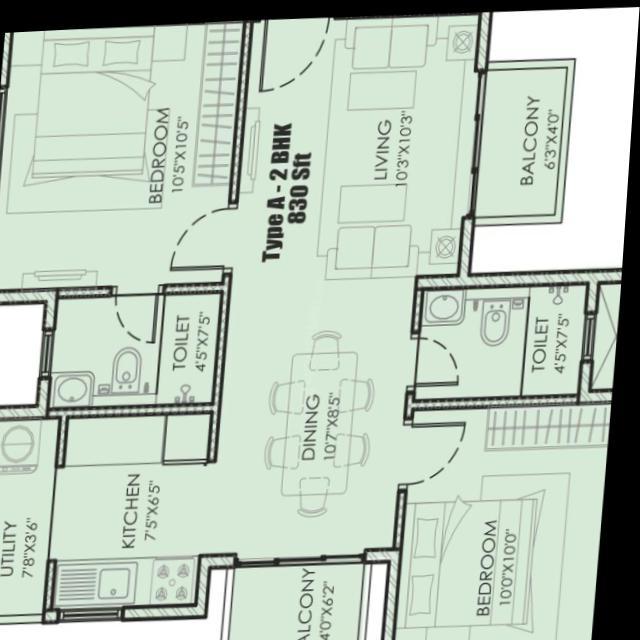 BEDROOM
10'5"X10'5"
Type A - 2 BHK
830 Sft
LIVING
10'3"X10'3"
BALCONY
6'3"X4'0"
TOILET
4'5"X7'5"
TOILET
4'5"X7'5"
DINING
10'7"X8'5"
KITCHEN
7'5"X6'5"
UTILITY
7'8"X3'6"
BEDROOM
10'0"X10'0"
ALCONY
4'0"X6'2"